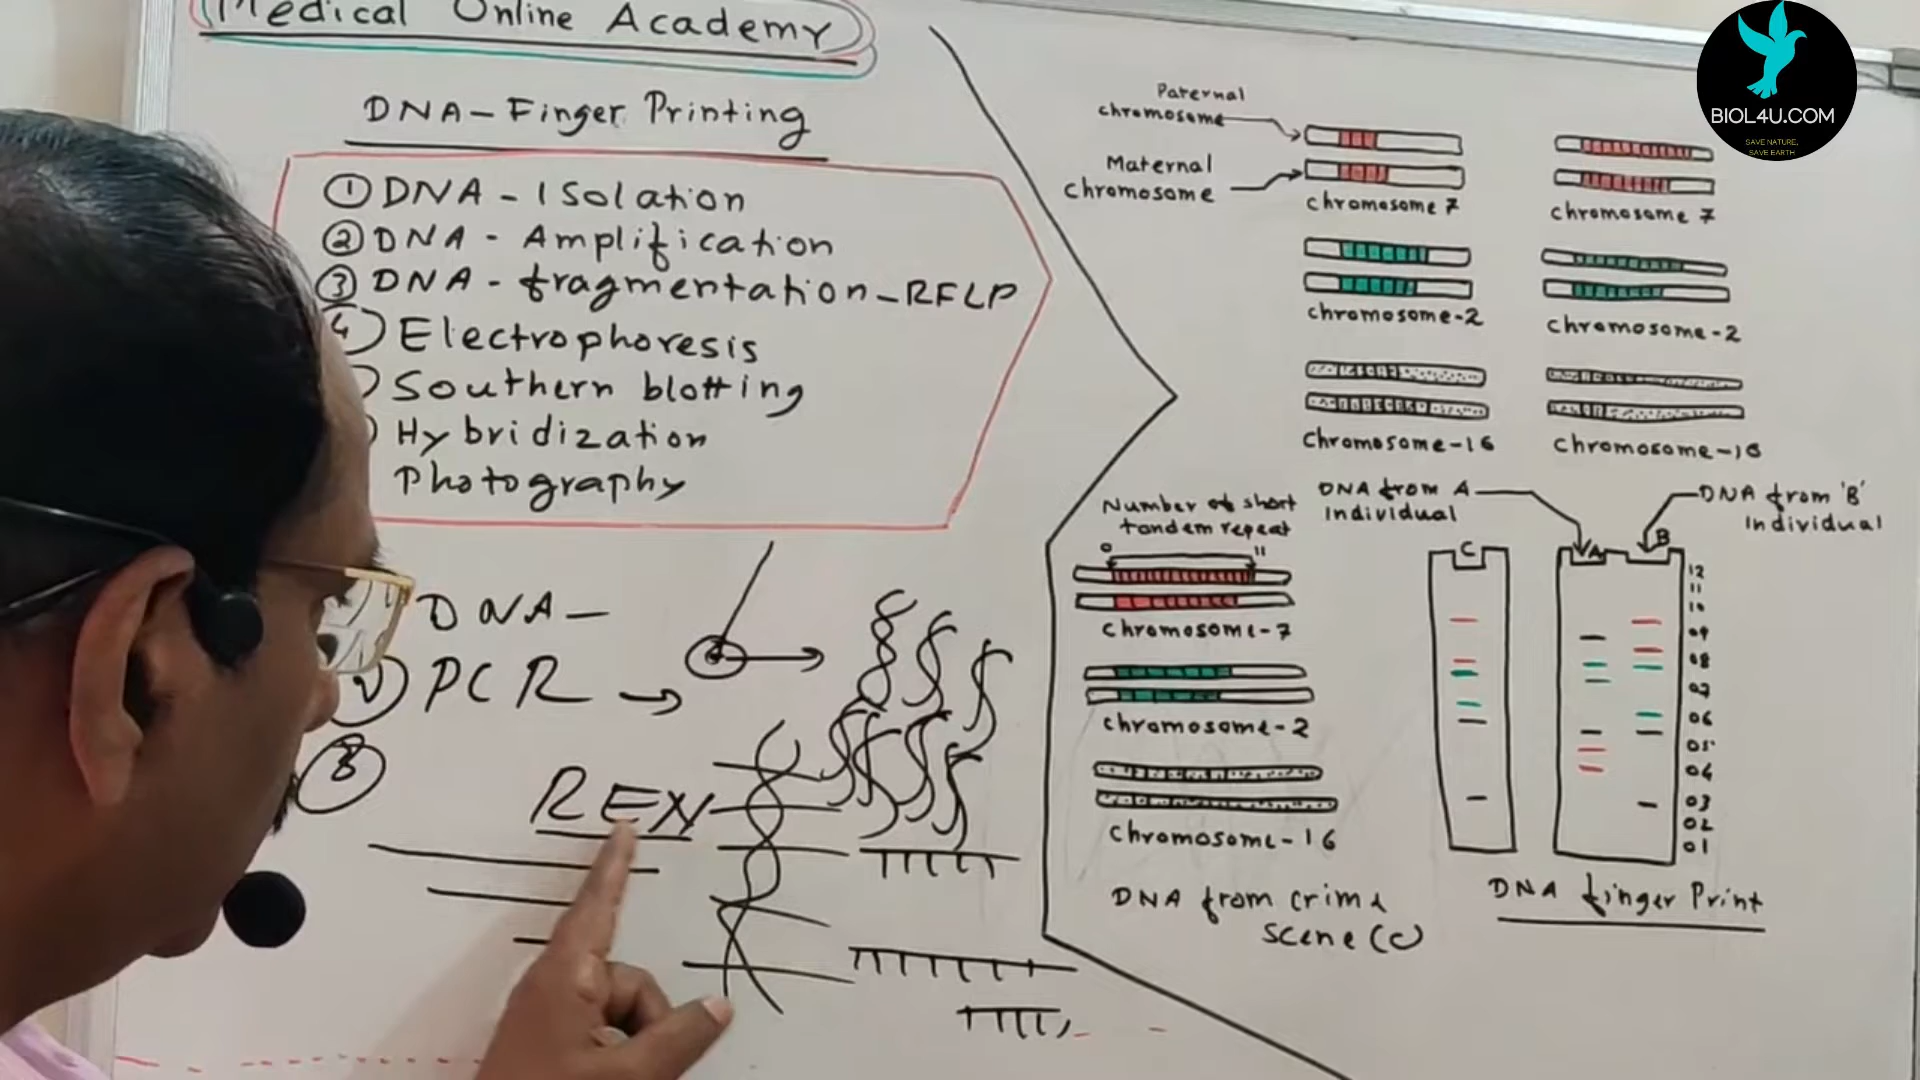 Medical Online Academy
DNA-Finger Printing
① DNA - Isolation
② DNA - Amplification
③ DNA - fragmentation - RFLP
4 Electrophoresis
Southern blotting
Hybridization
Photography
DNA -
PCR
3
REN
Paternal
chromosome
Maternal
chromosome
chromosome 7
chromosome 7
chromosome-2
chromosome-2
chromosome-16
chromosome-16
Number of short
tandem repeat
0 11
chromosome-7
chromosome-2
chromosome-16
DNA from crime
scene (C)
DNA from A
individual
DNA from 'B'
individual
C A B
12
11
10
09
08
07
06
05
04
03
02
01
DNA finger Print
BIOL4U.COM
SAVE NATURE,
SAVE EARTH